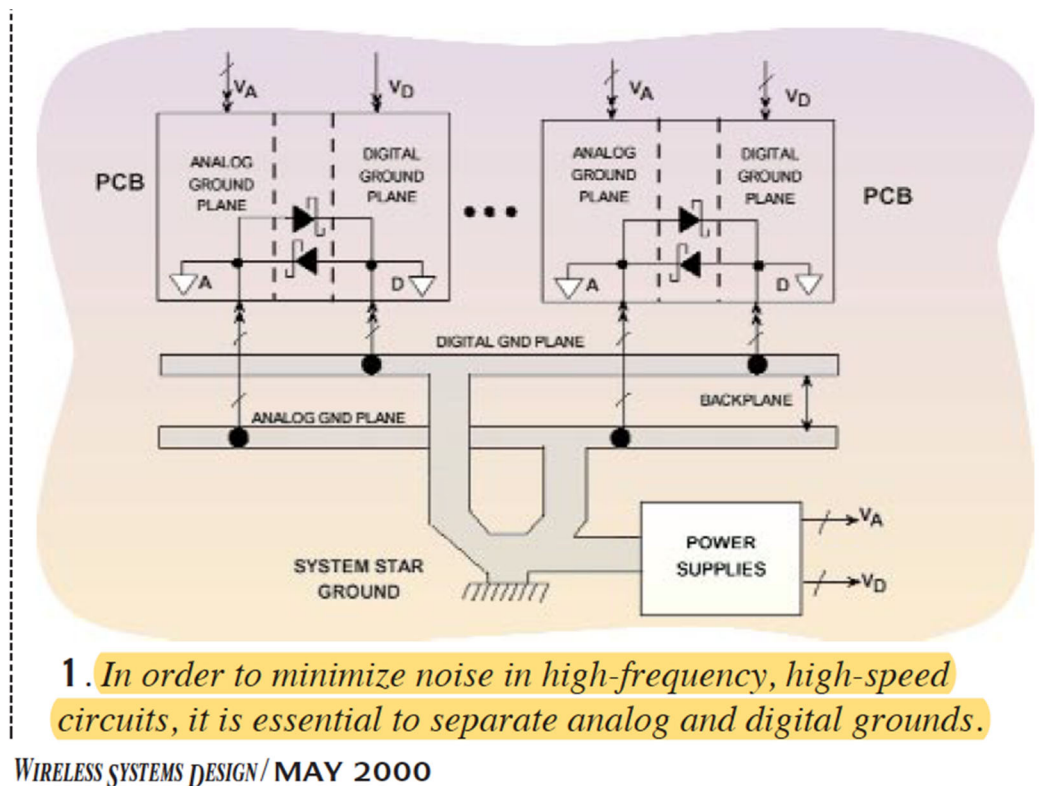 VA
VD
VA
VD
PCB
ANALOG
GROUND
PLANE
DIGITAL
GROUND
PLANE
ANALOG
GROUND
PLANE
DIGITAL
GROUND
PLANE
PCB
A
D
A
D
DIGITAL GND PLANE
BACKPLANE
ANALOG GND PLANE
SYSTEM STAR
GROUND
POWER
SUPPLIES
VA
VD
1. In order to minimize noise in high-frequency, high-speed
circuits, it is essential to separate analog and digital grounds.
WIRELESS SYSTEMS DESIGN / MAY 2000